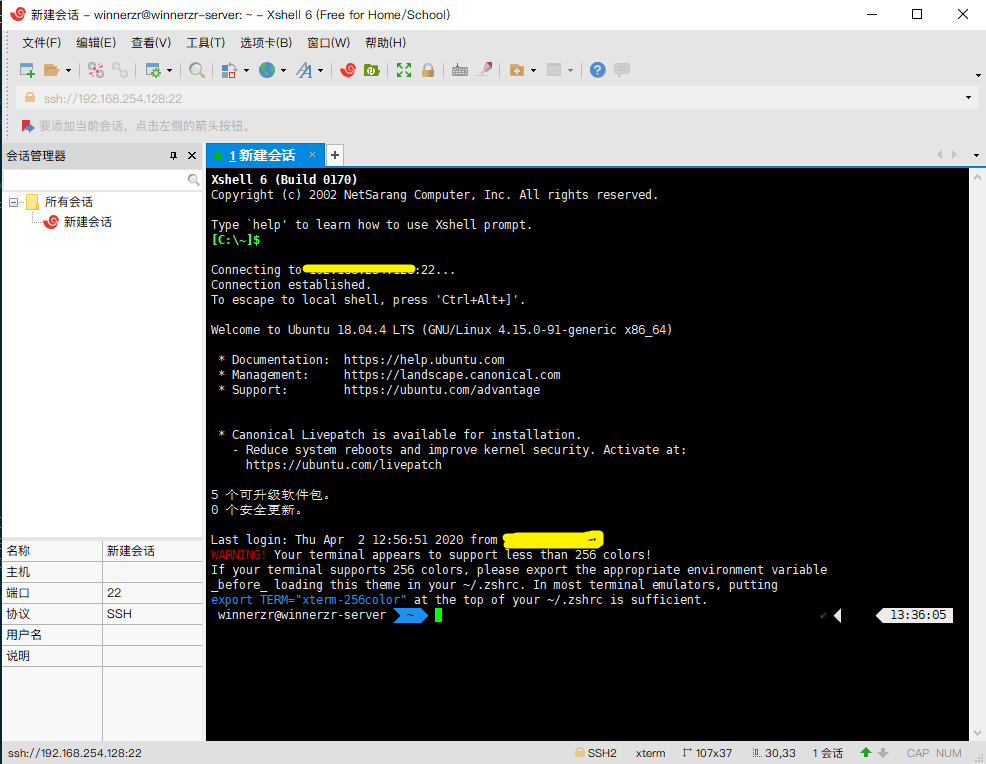 新建会话 - winnerzr@winnerzr-server: ~ - Xshell 6 (Free for Home/School)
文件(F) 编辑(E) 查看(V) 工具(T) 选项卡(B) 窗口(W) 帮助(H)
ssh://192.168.254.128:22
要添加当前会话，点击左侧的箭头按钮。
会话管理器
1 新建会话
所有会话
新建会话
名称 新建会话
主机
端口 22
协议 SSH
用户名
说明
Xshell 6 (Build 0170)
Copyright (c) 2002 NetSarang Computer, Inc. All rights reserved.
Type `help' to learn how to use Xshell prompt.
[C:\~]$
Connecting to :22...
Connection established.
To escape to local shell, press 'Ctrl+Alt+]'.
Welcome to Ubuntu 18.04.4 LTS (GNU/Linux 4.15.0-91-generic x86_64)
* Documentation: https://help.ubuntu.com
* Management: https://landscape.canonical.com
* Support: https://ubuntu.com/advantage
* Canonical Livepatch is available for installation.
- Reduce system reboots and improve kernel security. Activate at:
https://ubuntu.com/livepatch
5 个可升级软件包。
0 个安全更新。
Last login: Thu Apr 2 12:56:51 2020 from
WARNING! Your terminal appears to support less than 256 colors!
If your terminal supports 256 colors, please export the appropriate environment variable
_before_ loading this theme in your ~/.zshrc. In most terminal emulators, putting
export TERM="xterm-256color" at the top of your ~/.zshrc is sufficient.
winnerzr@winnerzr-server ~ ✔ 13:36:05
ssh://192.168.254.128:22 SSH2 xterm 107x37 30,33 1 会话 CAP NUM